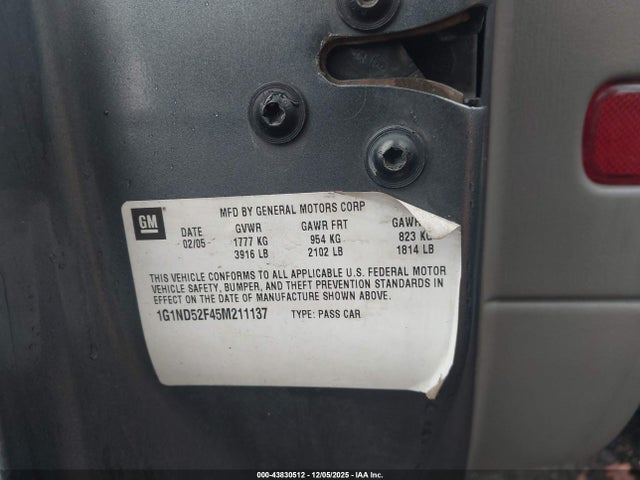 MFD BY GENERAL MOTORS CORP
GM DATE GVWR GAWR FRT GAW
02/05 1777 KG 954 KG 823 KG
3916 LB 2102 LB 1814 LB
THIS VEHICLE CONFORMS TO ALL APPLICABLE U.S. FEDERAL MOTOR
VEHICLE SAFETY, BUMPER, AND THEFT PREVENTION STANDARDS IN
EFFECT ON THE DATE OF MANUFACTURE SHOWN ABOVE.
1G1ND52F45M211137 TYPE: PASS CAR
000-43830512 - 12/05/2025 - IAA Inc.